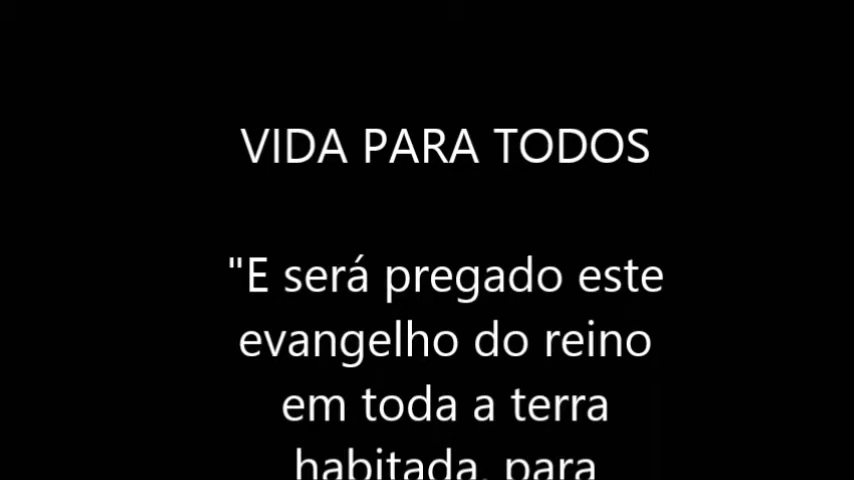 VIDA PARA TODOS
"E será pregado este
evangelho do reino
em toda a terra
habitada, para